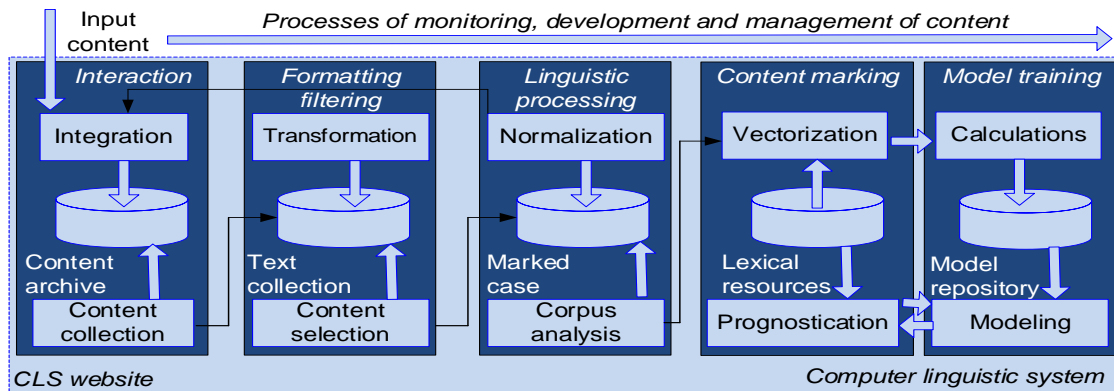 Input
content
Processes of monitoring, development and management of content
Interaction
Integration
Content
archive
Content
collection
Formatting
filtering
Transformation
Text
collection
Content
selection
Linguistic
processing
Normalization
Marked
case
Corpus
analysis
Content marking
Vectorization
Lexical
resources
Prognostication
Model training
Calculations
Model
repository
Modeling
CLS website
Computer linguistic system